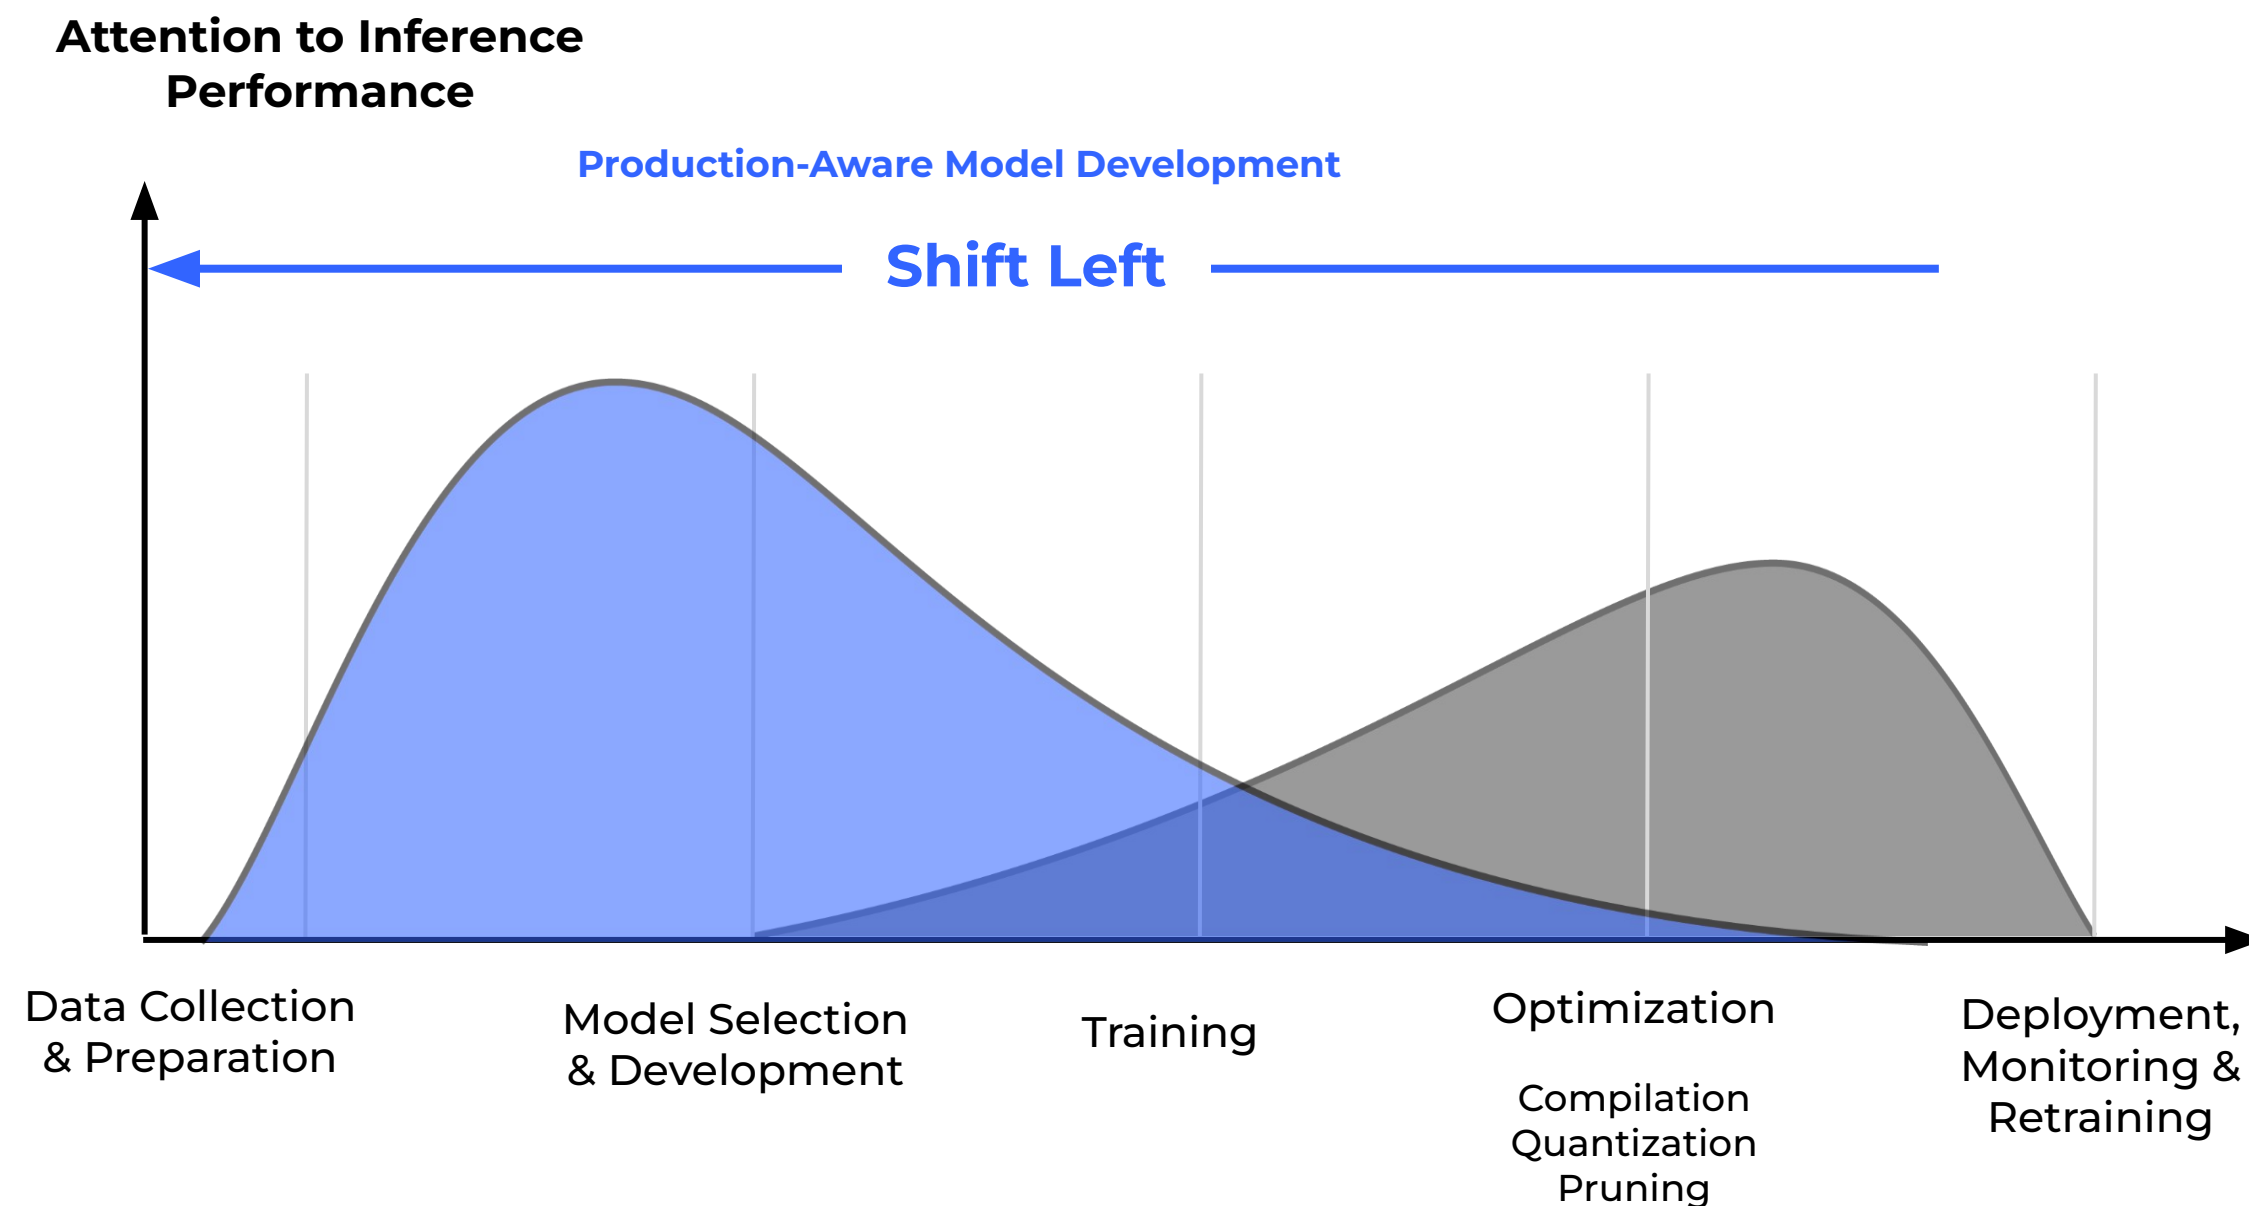 Attention to Inference
Performance
Production-Aware Model Development
Shift Left
Data Collection
& Preparation
Model Selection
& Development
Training
Optimization
Compilation
Quantization
Pruning
Deployment,
Monitoring &
Retraining